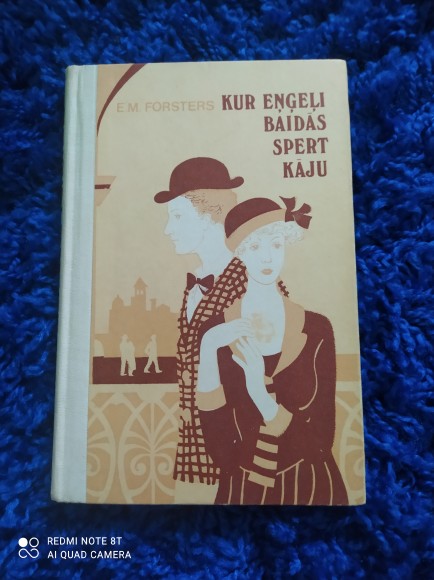 E.M. FORSTERS KUR EŅĢEĻI
BAIDĀS
SPERT
KĀJU
REDMI NOTE 8T
AI QUAD CAMERA